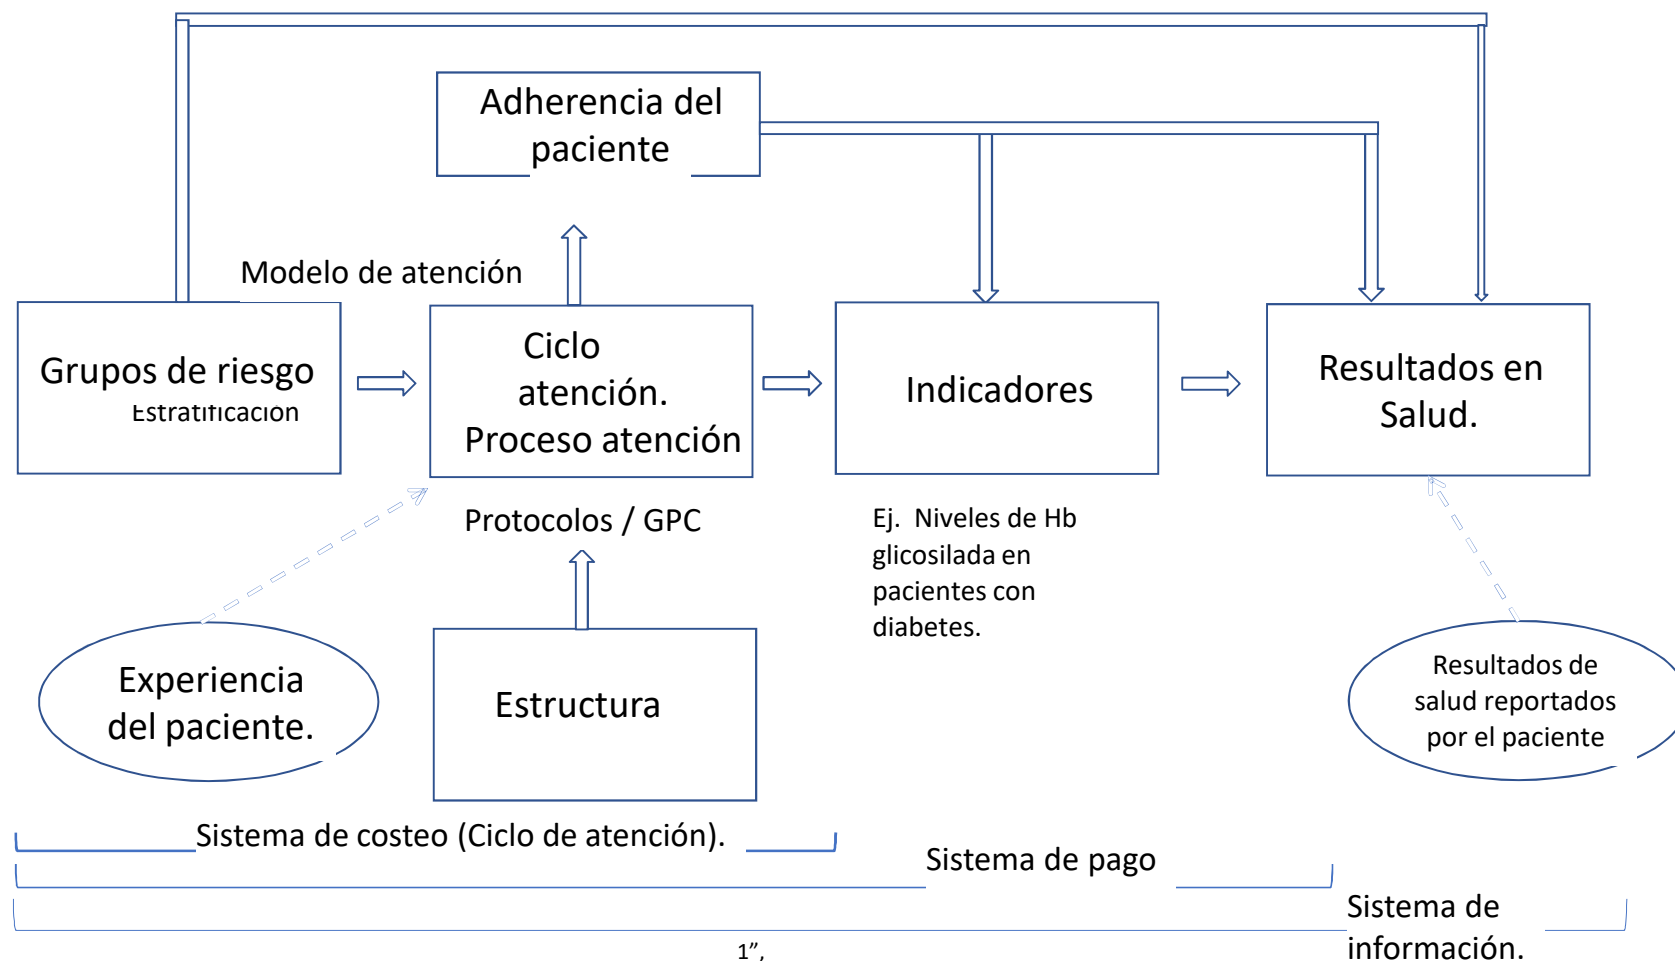 Adherencia del
paciente
Modelo de atención
Grupos de riesgo
Estratificación
Ciclo
atención.
Proceso atención
Indicadores
Resultados en
Salud.
Protocolos / GPC
Ej. Niveles de Hb
glicosilada en
pacientes con
diabetes.
Experiencia
del paciente.
Estructura
Resultados de
salud reportados
por el paciente
Sistema de costeo (Ciclo de atención).
Sistema de pago
Sistema de
información.
1”,